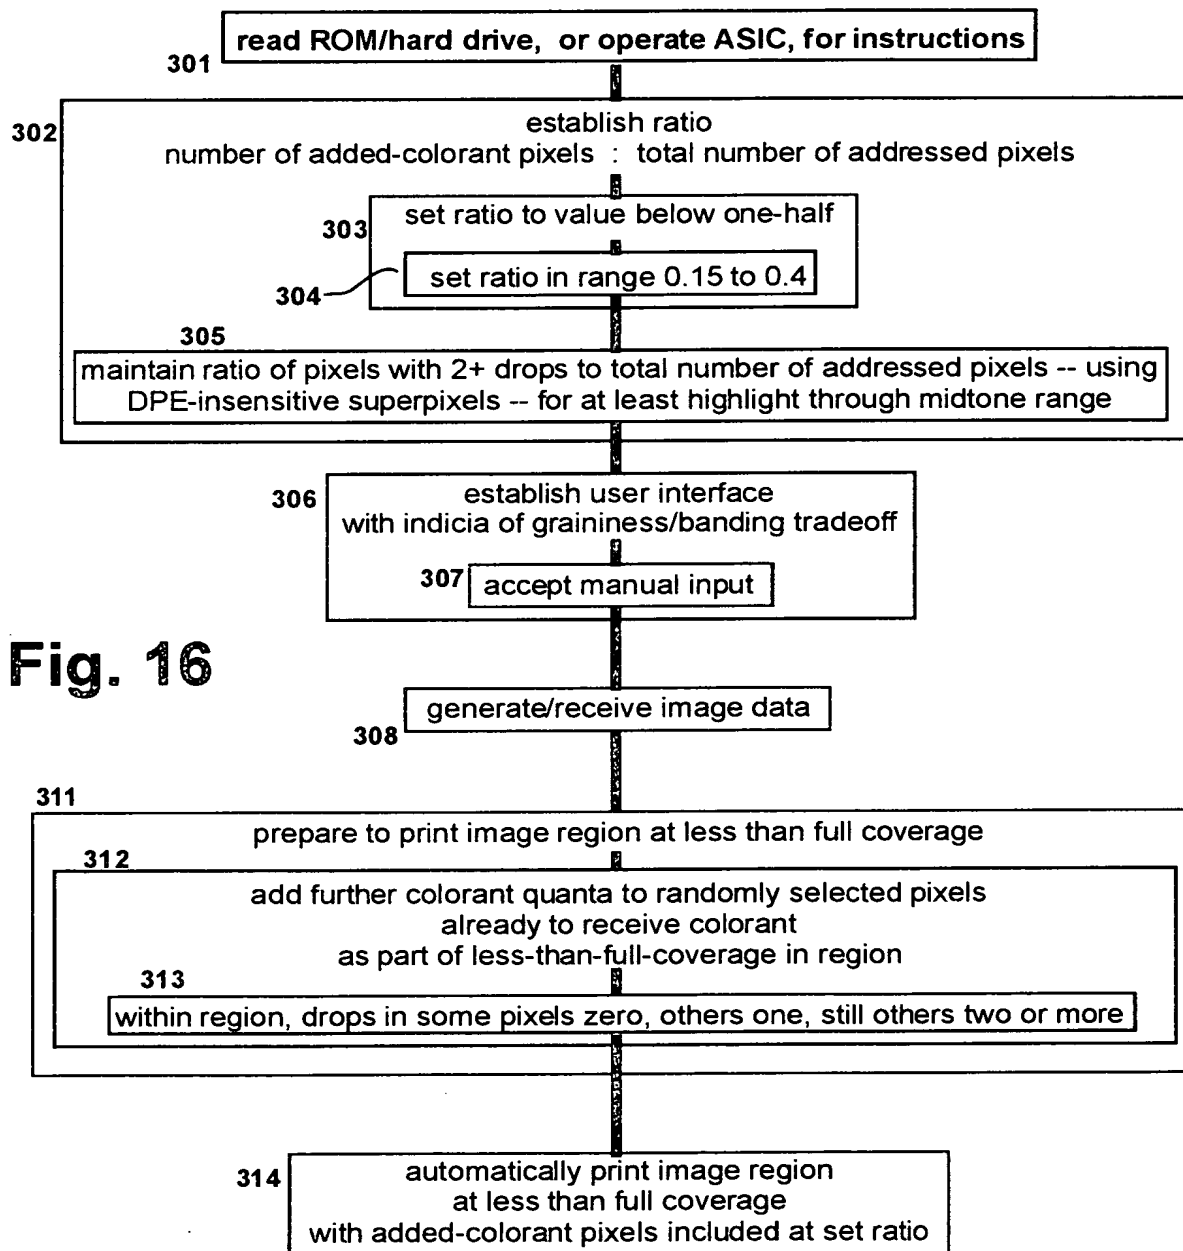 read ROM/hard drive, or operate ASIC, for instructions
301
302
establish ratio
number of added-colorant pixels : total number of addressed pixels
303
set ratio to value below one-half
304
set ratio in range 0.15 to 0.4
305
maintain ratio of pixels with 2+ drops to total number of addressed pixels -- using
DPE-insensitive superpixels -- for at least highlight through midtone range
306
establish user interface
with indicia of graininess/banding tradeoff
307
accept manual input
Fig. 16
generate/receive image data
308
311
prepare to print image region at less than full coverage
312
add further colorant quanta to randomly selected pixels
already to receive colorant
as part of less-than-full-coverage in region
313
within region, drops in some pixels zero, others one, still others two or more
314
automatically print image region
at less than full coverage
with added-colorant pixels included at set ratio